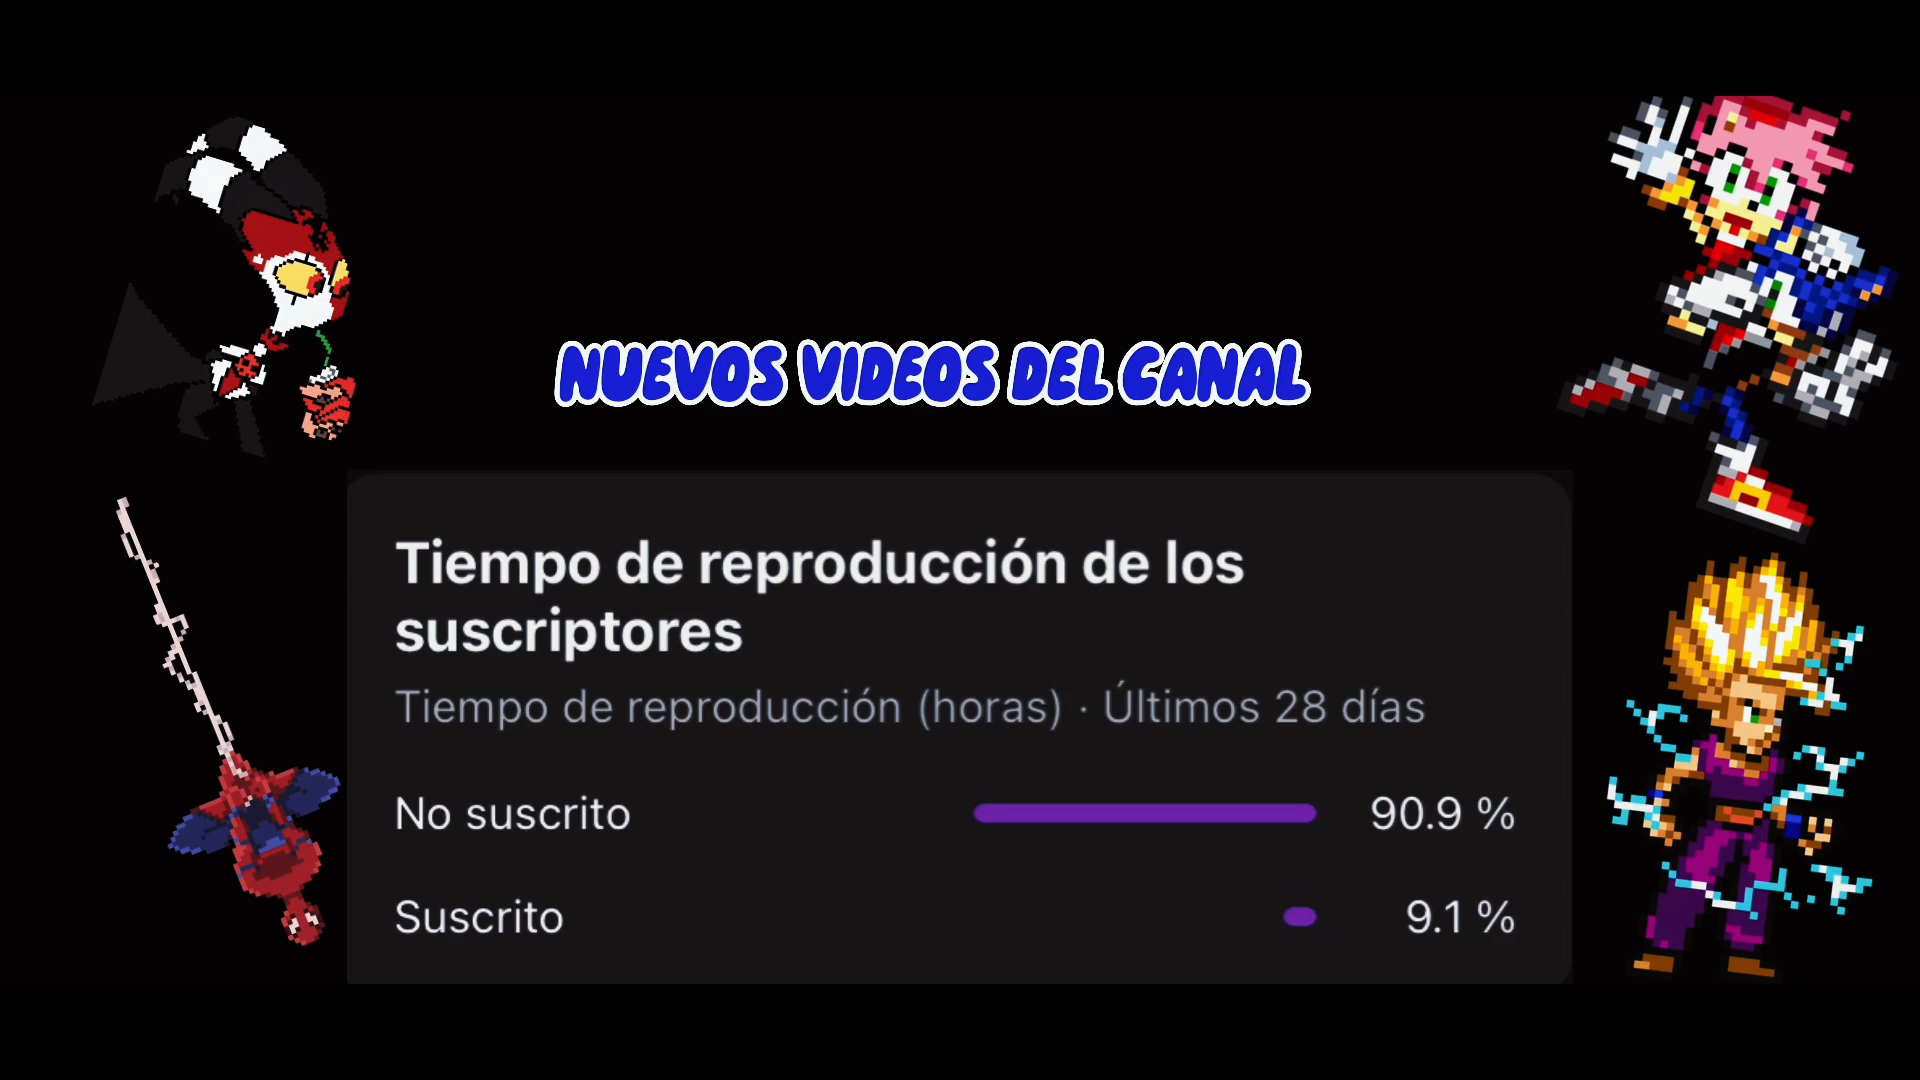 NUEVOS VIDEOS DEL CANAL
Tiempo de reproducción de los
suscriptores
Tiempo de reproducción (horas) · Últimos 28 días
No suscrito 90.9 %
Suscrito 9.1 %